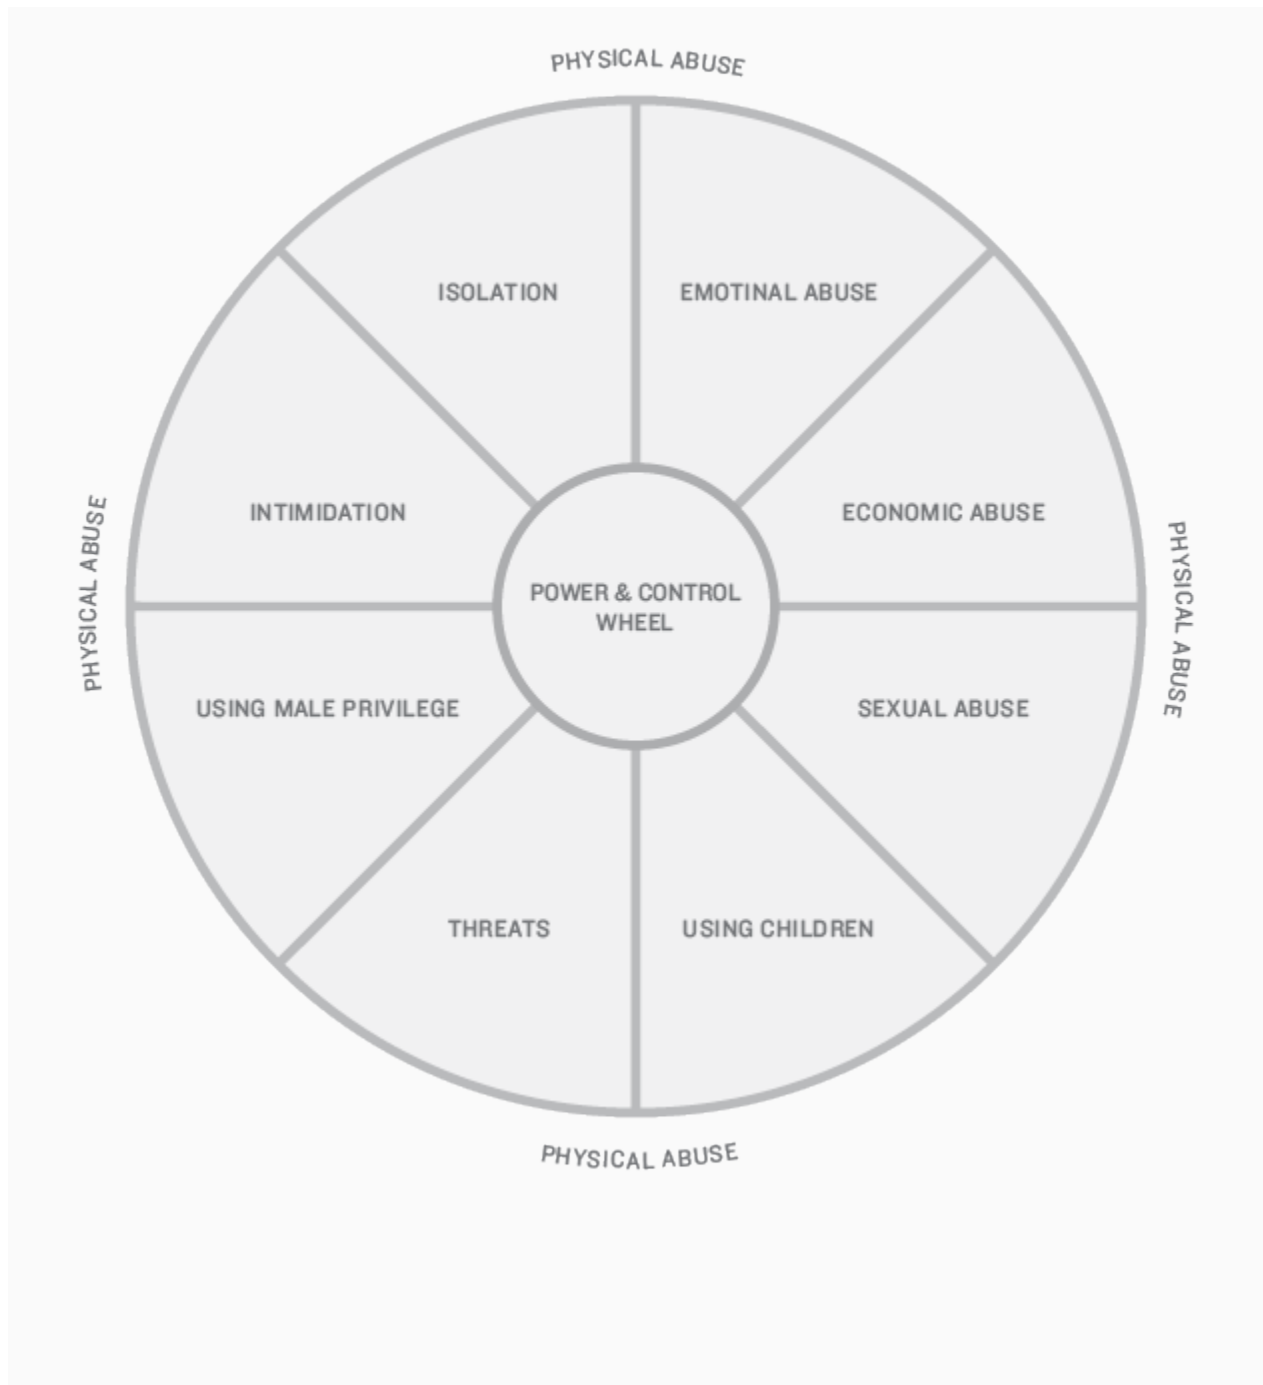 PHYSICAL ABUSE
ISOLATION
EMOTINAL ABUSE
INTIMIDATION
ECONOMIC ABUSE
PHYSICAL ABUSE
POWER & CONTROL
WHEEL
PHYSICAL ABUSE
USING MALE PRIVILEGE
SEXUAL ABUSE
THREATS
USING CHILDREN
PHYSICAL ABUSE